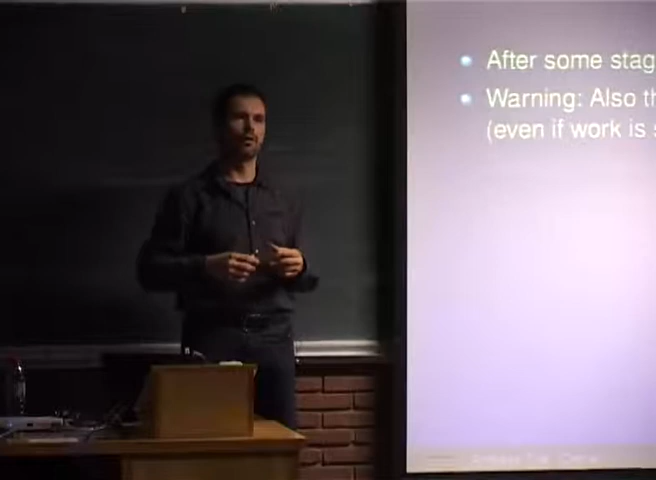 After some stag
Warning: Also th
(even if work is s